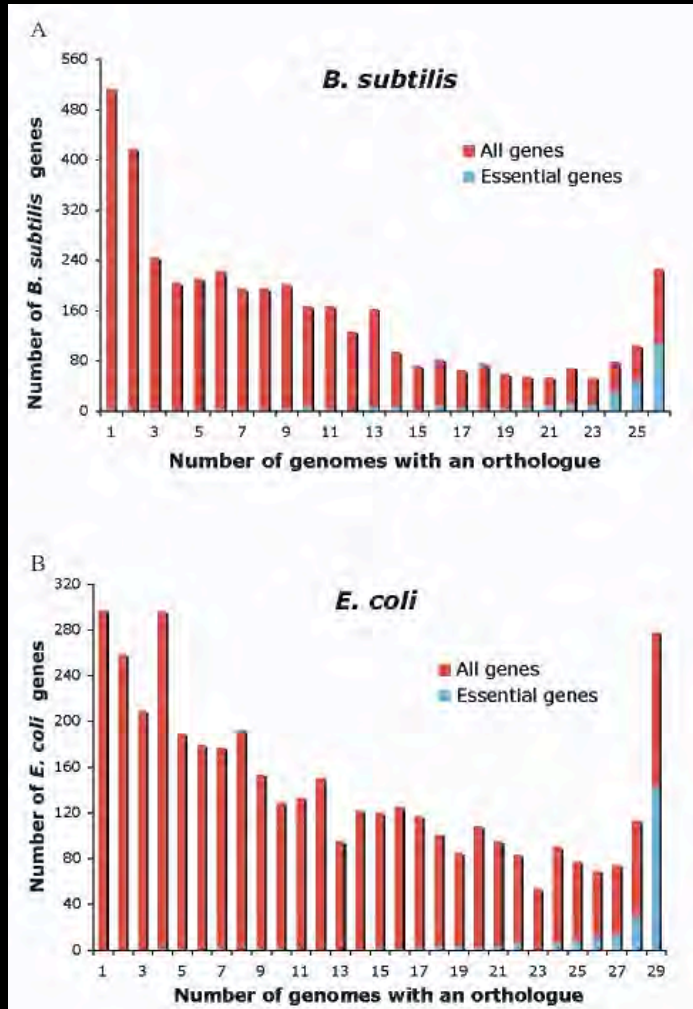 A
B. subtilis
560
480
400
320
240
160
80
0
Number of B. subtilis genes
All genes
Essential genes
1 3 5 7 9 11 13 15 17 19 21 23 25
Number of genomes with an orthologue
B
E. coli
320
280
240
200
160
120
80
40
0
Number of E. coli genes
All genes
Essential genes
1 3 5 7 9 11 13 15 17 19 21 23 25 27 29
Number of genomes with an orthologue